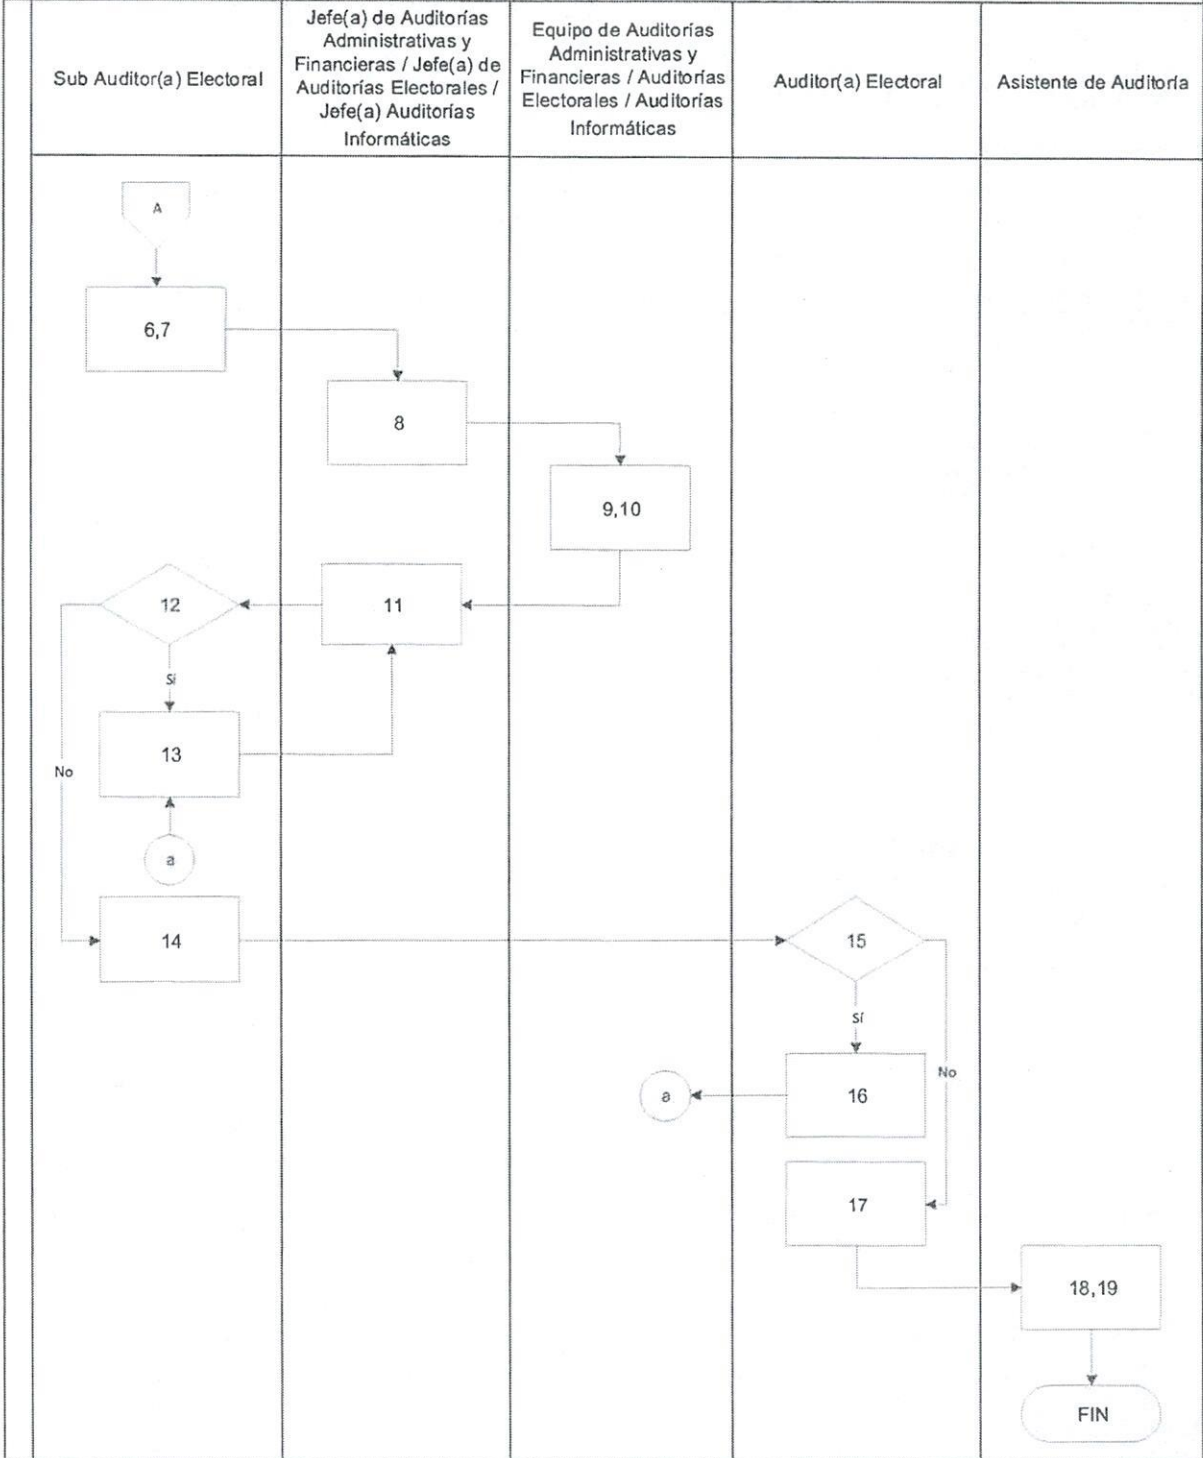 Sub Auditor(a) Electoral
Jefe(a) de Auditorías
Administrativas y
Financieras / Jefe(a) de
Auditorías Electorales /
Jefe(a) Auditorías
Informáticas
Equipo de Auditorías
Administrativas y
Financieras / Auditorías
Electorales / Auditorías
Informáticas
Auditor(a) Electoral
Asistente de Auditoría
A
6,7
8
9,10
12
11
Si
13
No
a
14
15
Sí
No
a
16
17
18,19
FIN